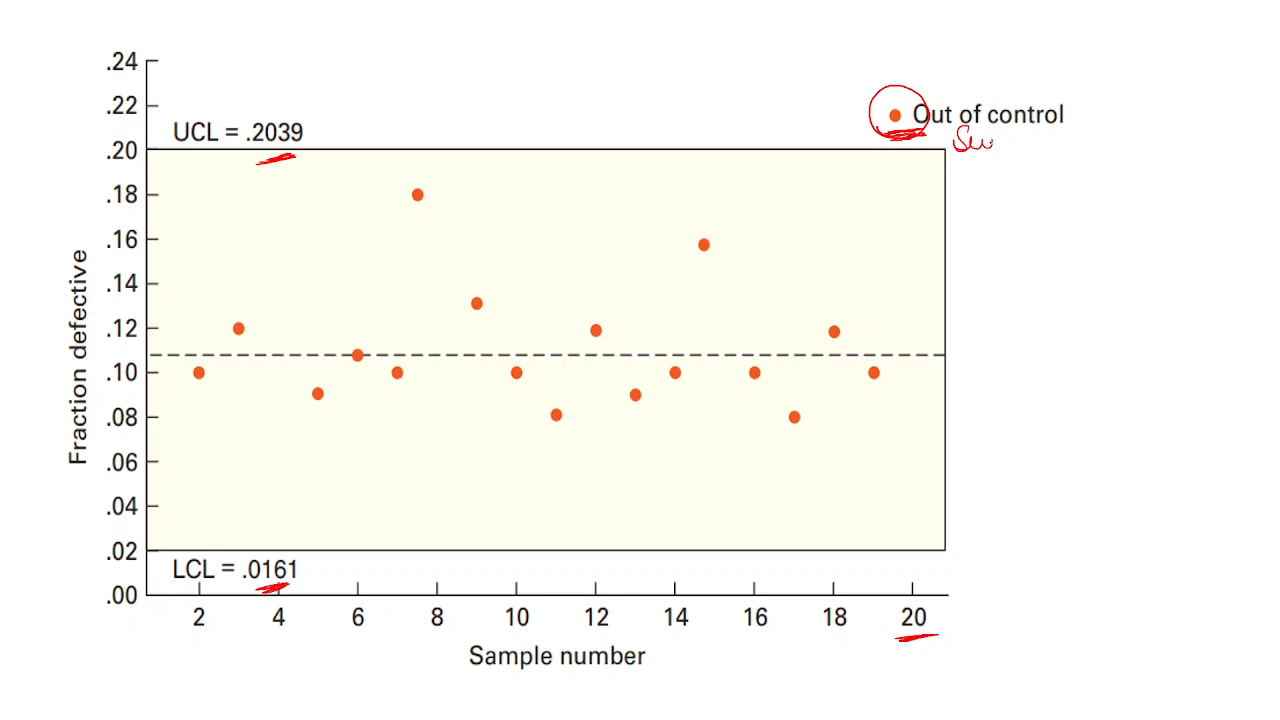 .24
.22
Out of control
UCL = .2039
.20
.18
.16
.14
.12
.10
.08
.06
.04
.02
Fraction defective
LCL = .0161
.00
2 4 6 8 10 12 14 16 18 20
Sample number